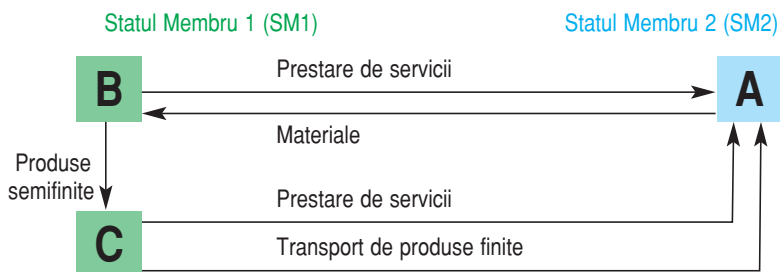 Statul Membru 1 (SM1)
Statul Membru 2 (SM2)
Prestare de servicii
B
A
Materiale
Produse
semifinite
Prestare de servicii
C
Transport de produse finite